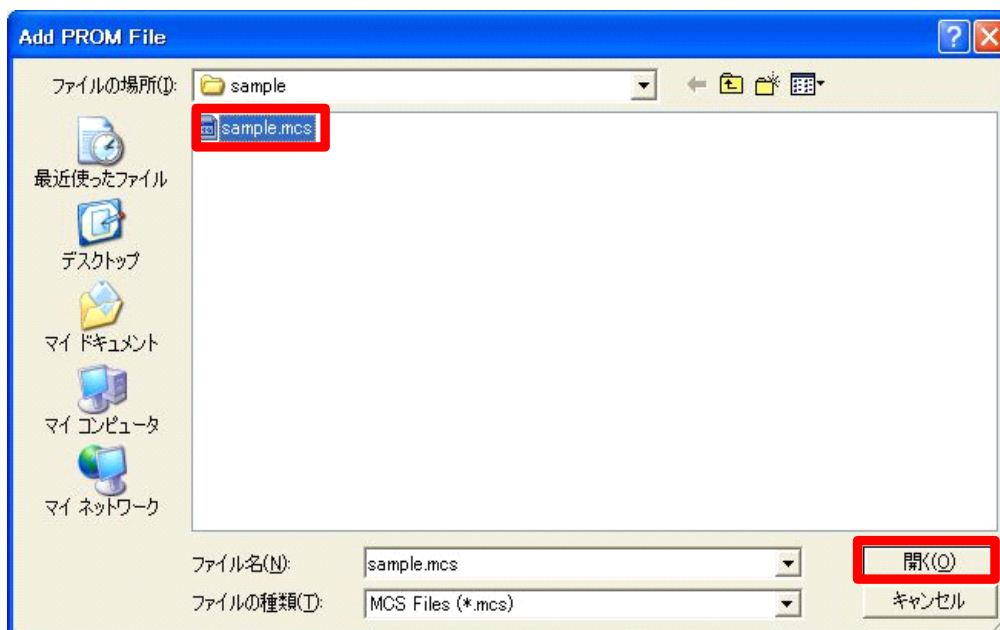 Add PROM File
ファイルの場所(I):
sample
sample.mcs
最近使ったファイル
デスクトップ
マイ ドキュメント
マイ コンピュータ
マイ ネットワーク
ファイル名(N):
sample.mcs
開く(O)
ファイルの種類(T):
MCS Files (*.mcs)
キャンセル